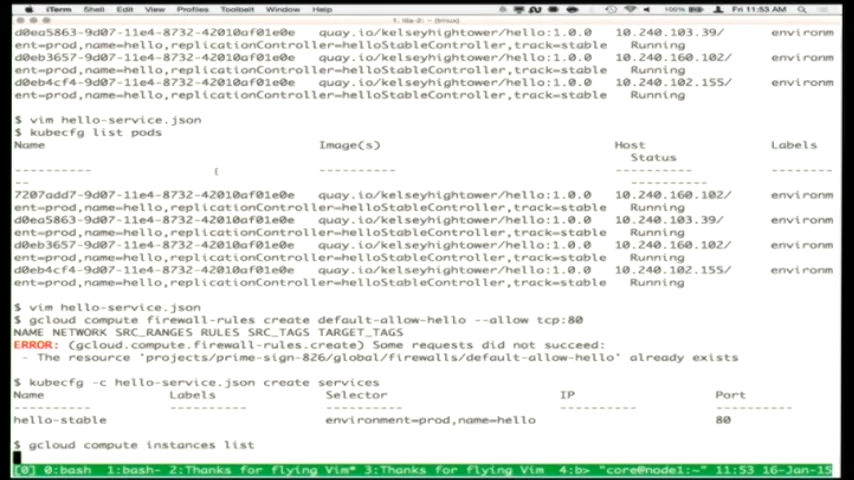 iTerm Shell Edit View Profiles Toolbelt Window Help 100% Fri 11:53 AM
1. lila-2: ~ (tmux)
d0ea5863-9d07-11e4-8732-42010af01e0e quay.io/kelseyhightower/hello:1.0.0 10.240.103.39/ environm
ent=prod,name=hello,replicationController=helloStableController,track=stable Running
d0eb3657-9d07-11e4-8732-42010af01e0e quay.io/kelseyhightower/hello:1.0.0 10.240.160.102/ environm
ent=prod,name=hello,replicationController=helloStableController,track=stable Running
d0eb4cf4-9d07-11e4-8732-42010af01e0e quay.io/kelseyhightower/hello:1.0.0 10.240.102.155/ environm
ent=prod,name=hello,replicationController=helloStableController,track=stable Running
$ vim hello-service.json
$ kubecfg list pods
Name Image(s) Host Labels
Status
---------- ---------- ---------- --------
-- ----------
7207add7-9d07-11e4-8732-42010af01e0e quay.io/kelseyhightower/hello:1.0.0 10.240.160.102/ environm
ent=prod,name=hello,replicationController=helloStableController,track=stable Running
d0ea5863-9d07-11e4-8732-42010af01e0e quay.io/kelseyhightower/hello:1.0.0 10.240.103.39/ environm
ent=prod,name=hello,replicationController=helloStableController,track=stable Running
d0eb3657-9d07-11e4-8732-42010af01e0e quay.io/kelseyhightower/hello:1.0.0 10.240.160.102/ environm
ent=prod,name=hello,replicationController=helloStableController,track=stable Running
d0eb4cf4-9d07-11e4-8732-42010af01e0e quay.io/kelseyhightower/hello:1.0.0 10.240.102.155/ environm
ent=prod,name=hello,replicationController=helloStableController,track=stable Running
$ vim hello-service.json
$ gcloud compute firewall-rules create default-allow-hello --allow tcp:80
NAME NETWORK SRC_RANGES RULES SRC_TAGS TARGET_TAGS
ERROR: (gcloud.compute.firewall-rules.create) Some requests did not succeed:
- The resource 'projects/prime-sign-826/global/firewalls/default-allow-hello' already exists
$ kubecfg -c hello-service.json create services
Name Labels Selector IP Port
---------- ---------- ---------- ---------- ----------
hello-stable environment=prod,name=hello 80
$ gcloud compute instances list
[0] 0:bash 1:bash- 2:Thanks for flying Vim* 3:Thanks for flying Vim 4:b> "core@node1:~" 11:53 16-Jan-15